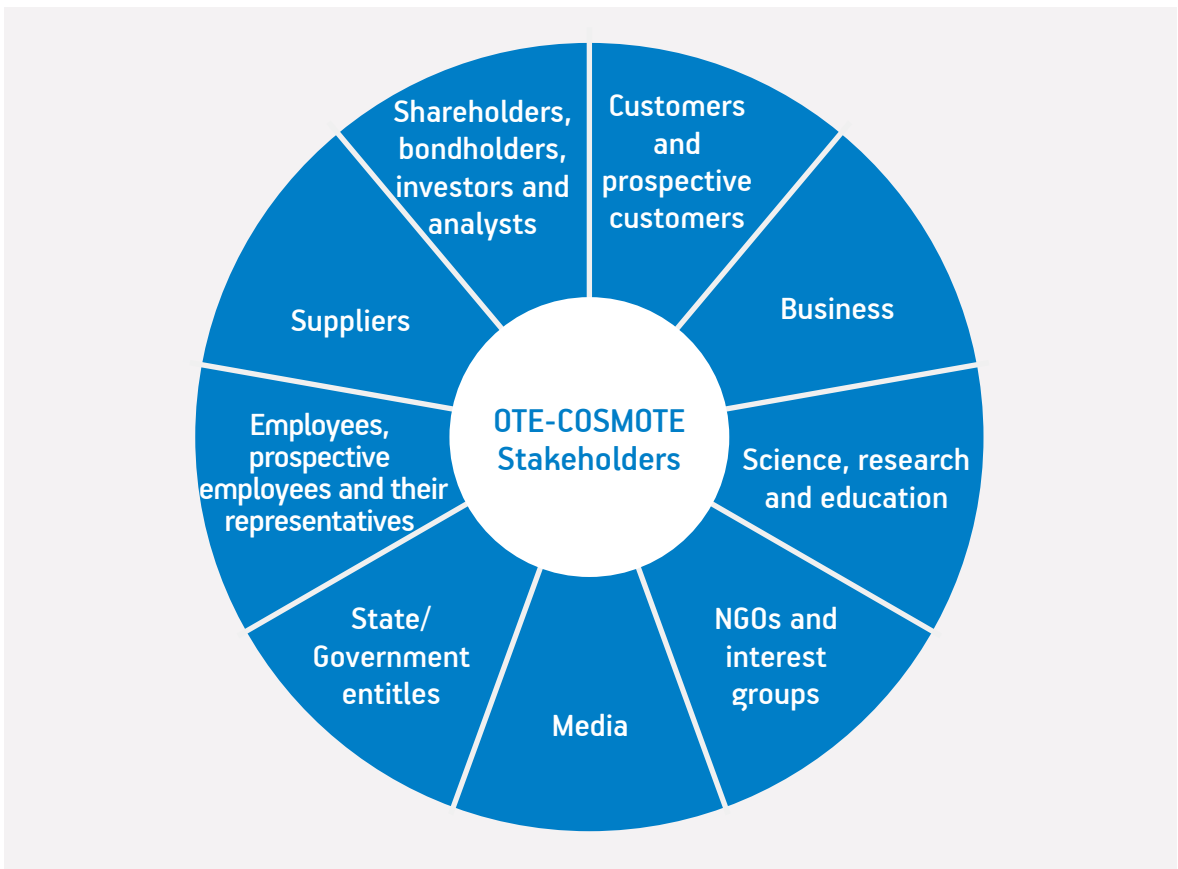 Shareholders,
bondholders,
investors and
analysts
Customers
and
prospective
customers
Suppliers
Business
OTE-COSMOTE
Stakeholders
Employees,
prospective
employees and their
representatives
Science, research
and education
State/
Government
entitles
NGOs and
interest
groups
Media